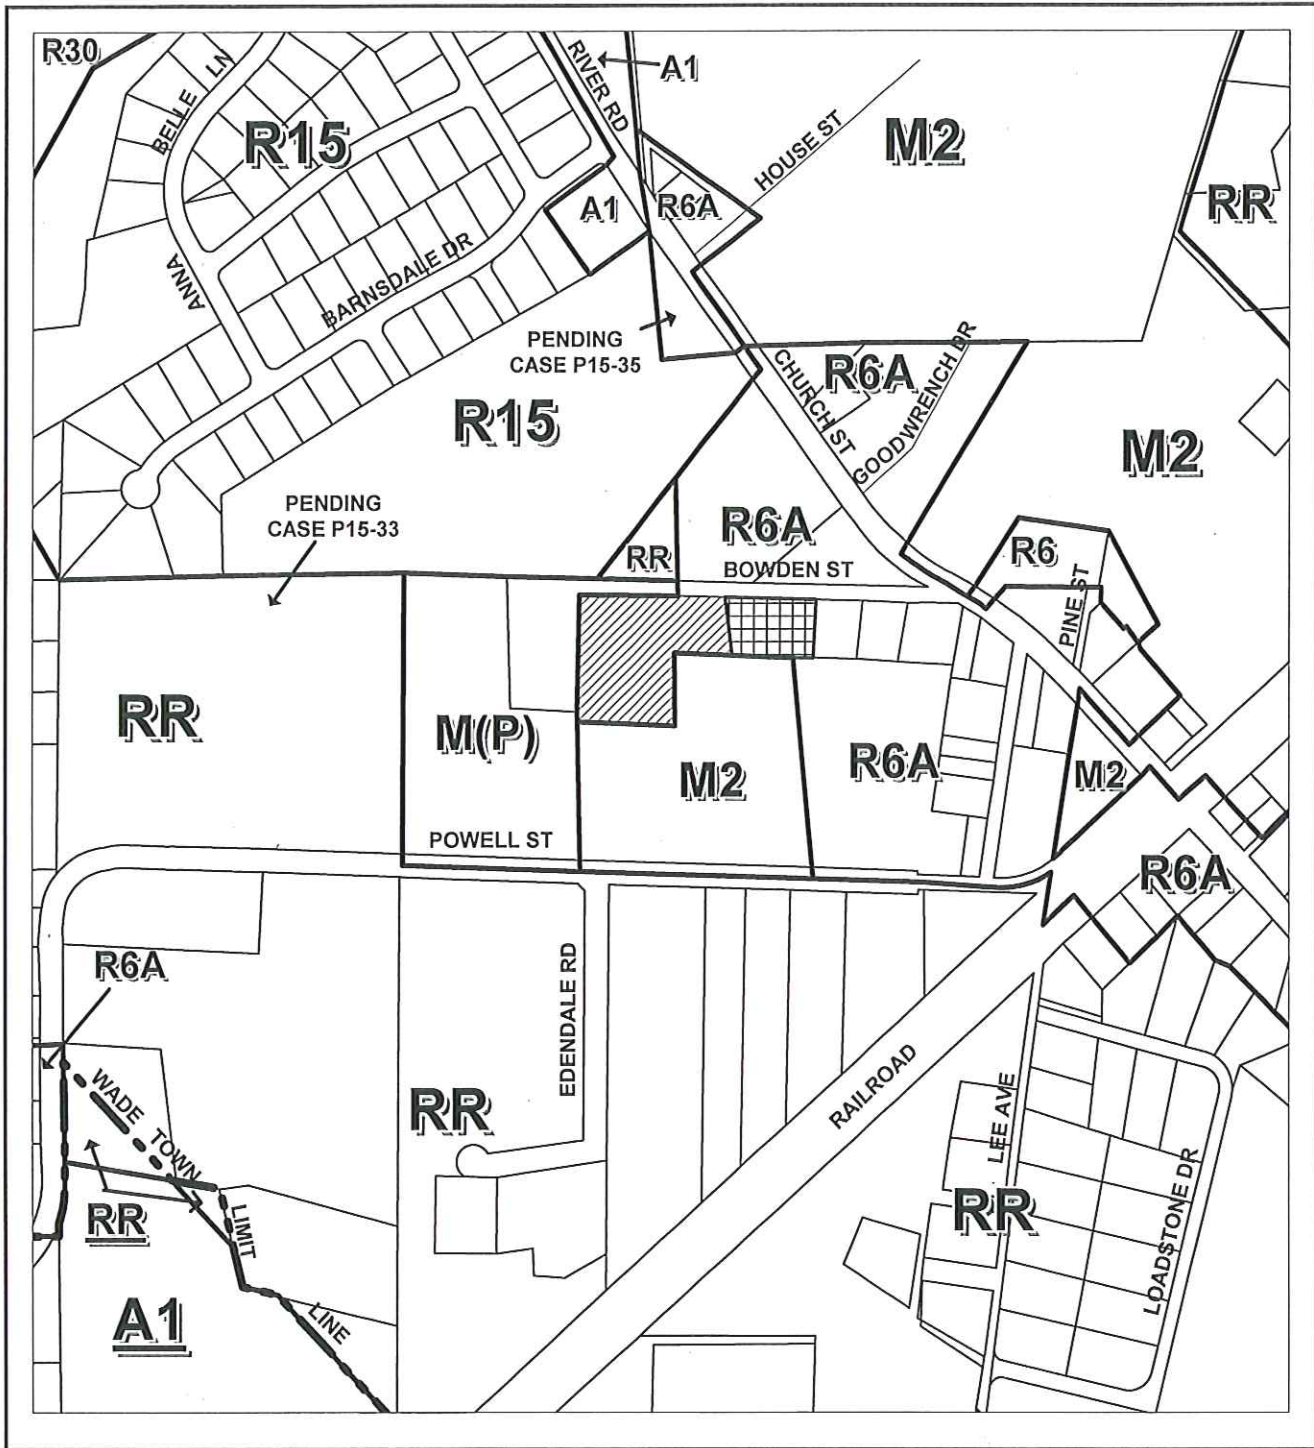 R30
BELLE LN
R15
RIVER RD
A1
HOUSE ST
M2
RR
A1
R6A
ANNA
BARNSDALE DR
PENDING
CASE P15-35
R15
CHURCH ST
R6A
GOODWRENCH DR
M2
PENDING
CASE P15-33
R6A
RR
BOWDEN ST
R6
PINE ST
RR
M(P)
M2
R6A
M2
POWELL ST
R6A
R6A
EDENDALE RD
WADE TOWN LIMIT LINE
RR
RAILROAD
LEE AVE
RR
LOADSTONE DR
RR
A1